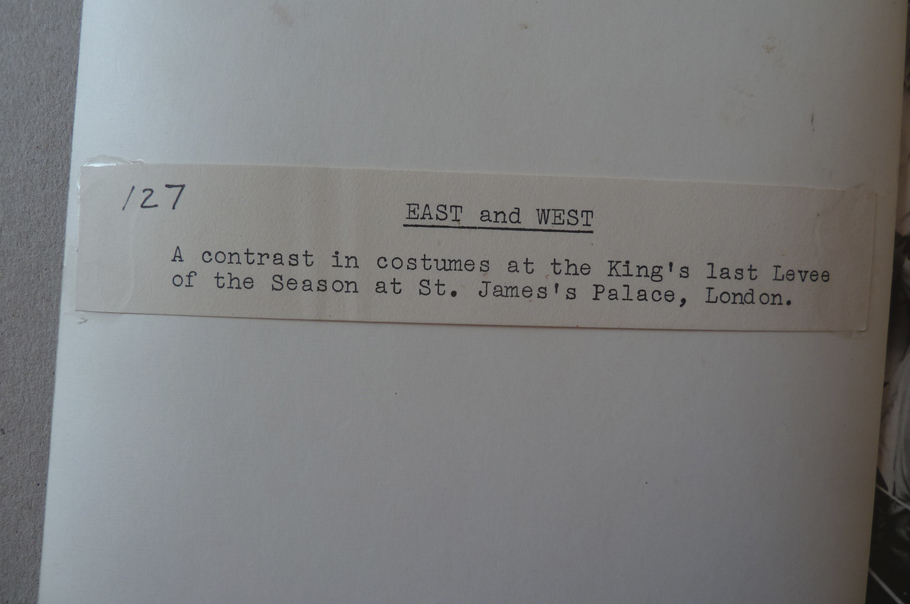 127
EAST and WEST
A contrast in costumes at the King's last Levee
of the Season at St. James's Palace, London.